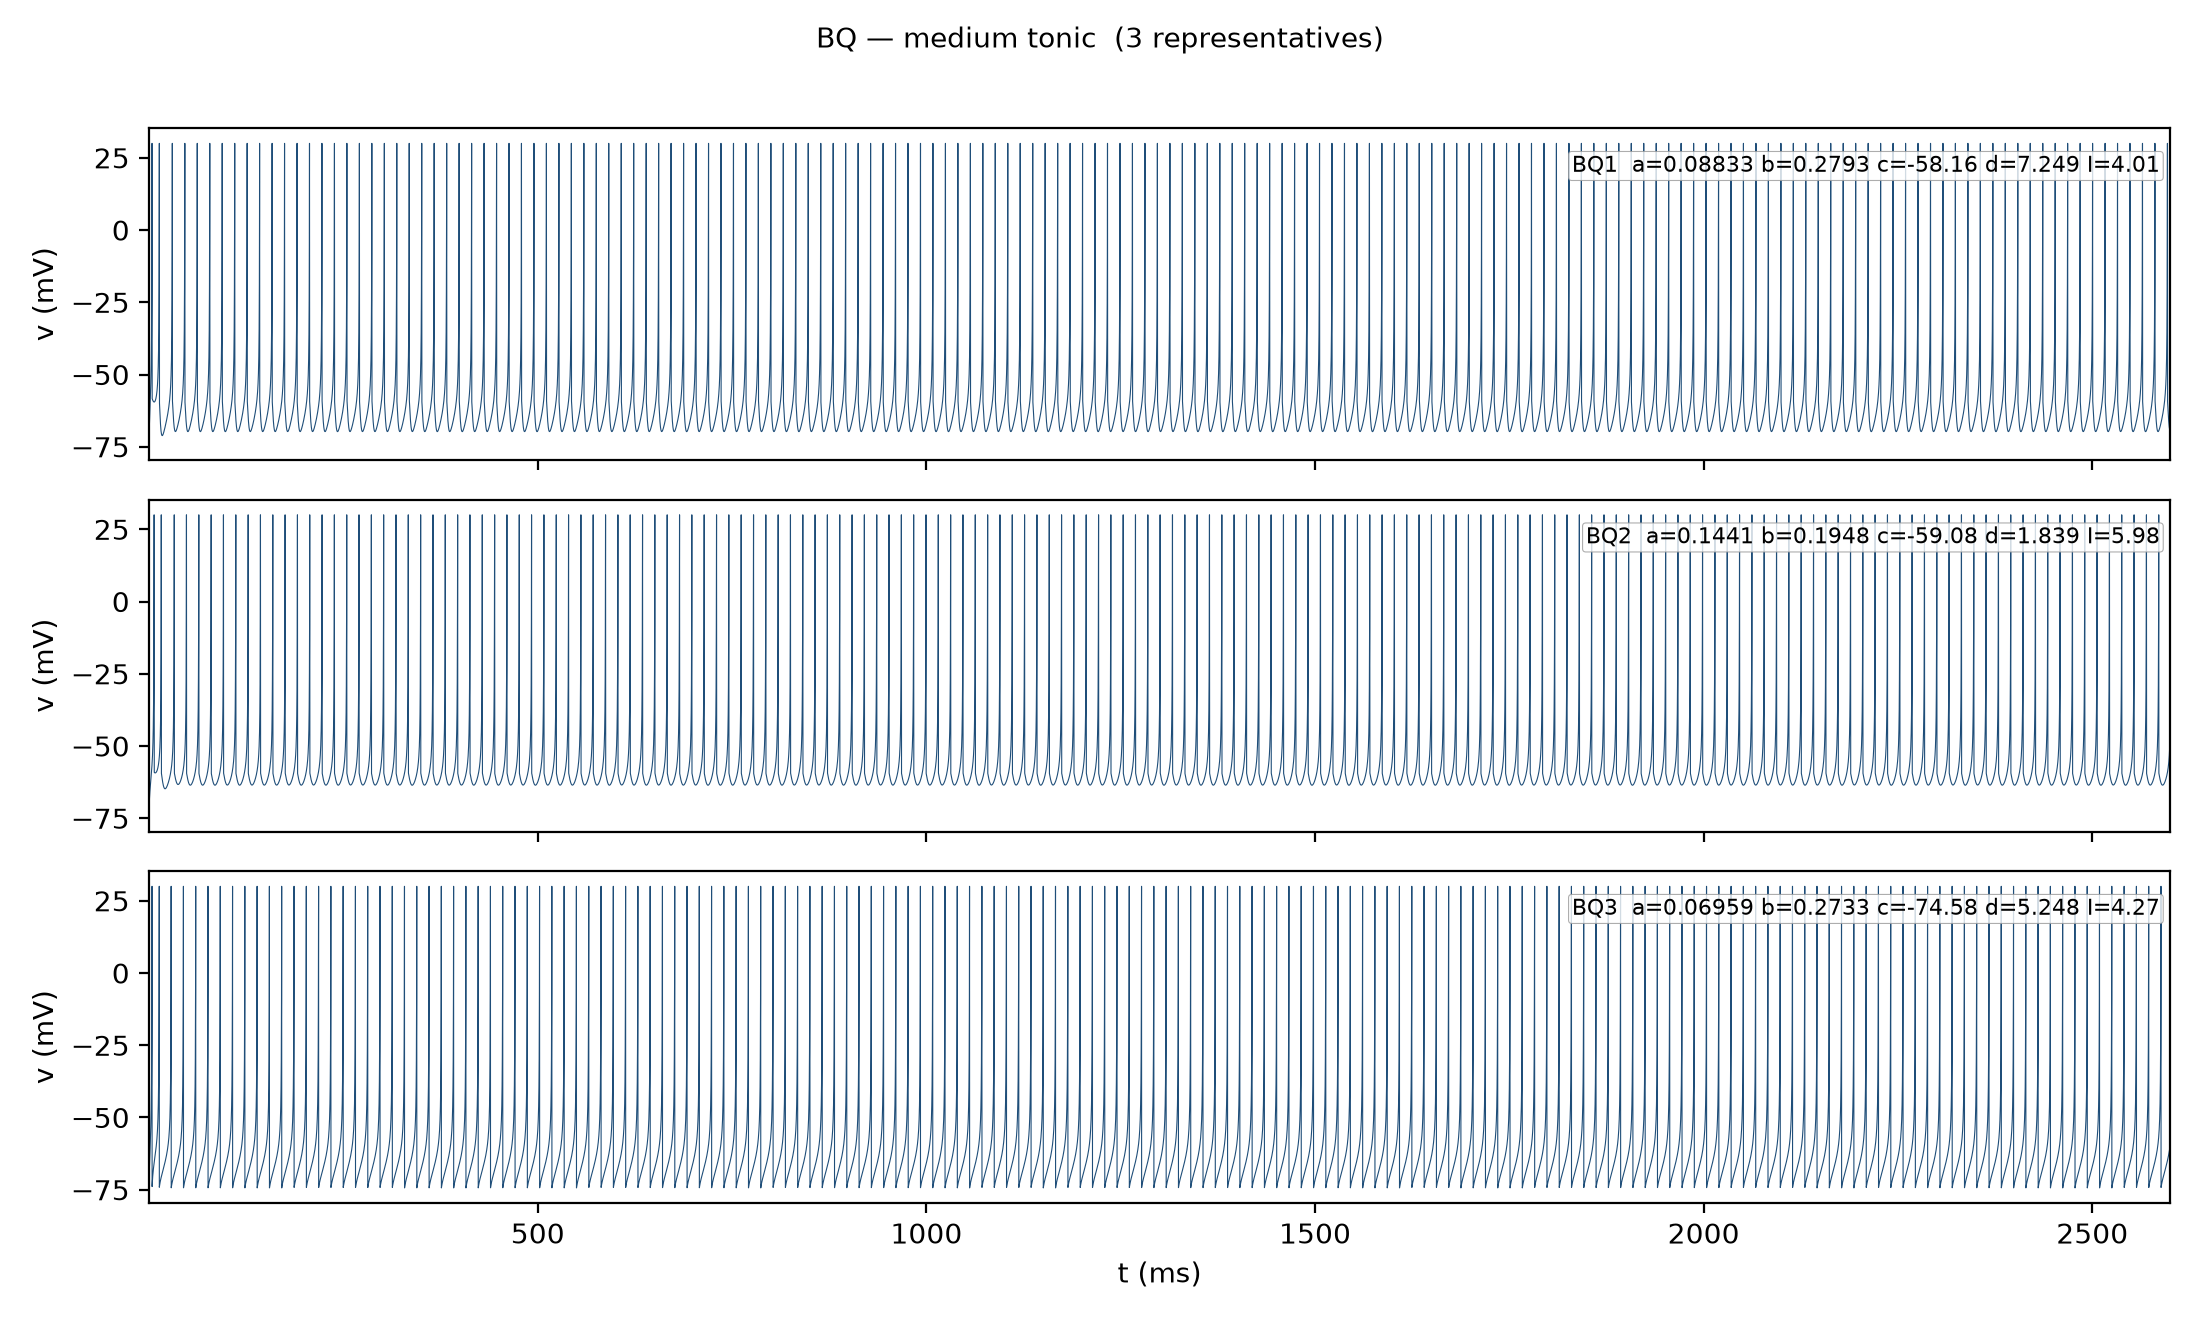 BQ — medium tonic (3 representatives)
25
0
−25
−50
−75
v (mV)
BQ1 a=0.08833 b=0.2793 c=-58.16 d=7.249 I=4.01
25
0
−25
−50
−75
v (mV)
BQ2 a=0.1441 b=0.1948 c=-59.08 d=1.839 I=5.98
25
0
−25
−50
−75
v (mV)
BQ3 a=0.06959 b=0.2733 c=-74.58 d=5.248 I=4.27
500 1000 1500 2000 2500
t (ms)